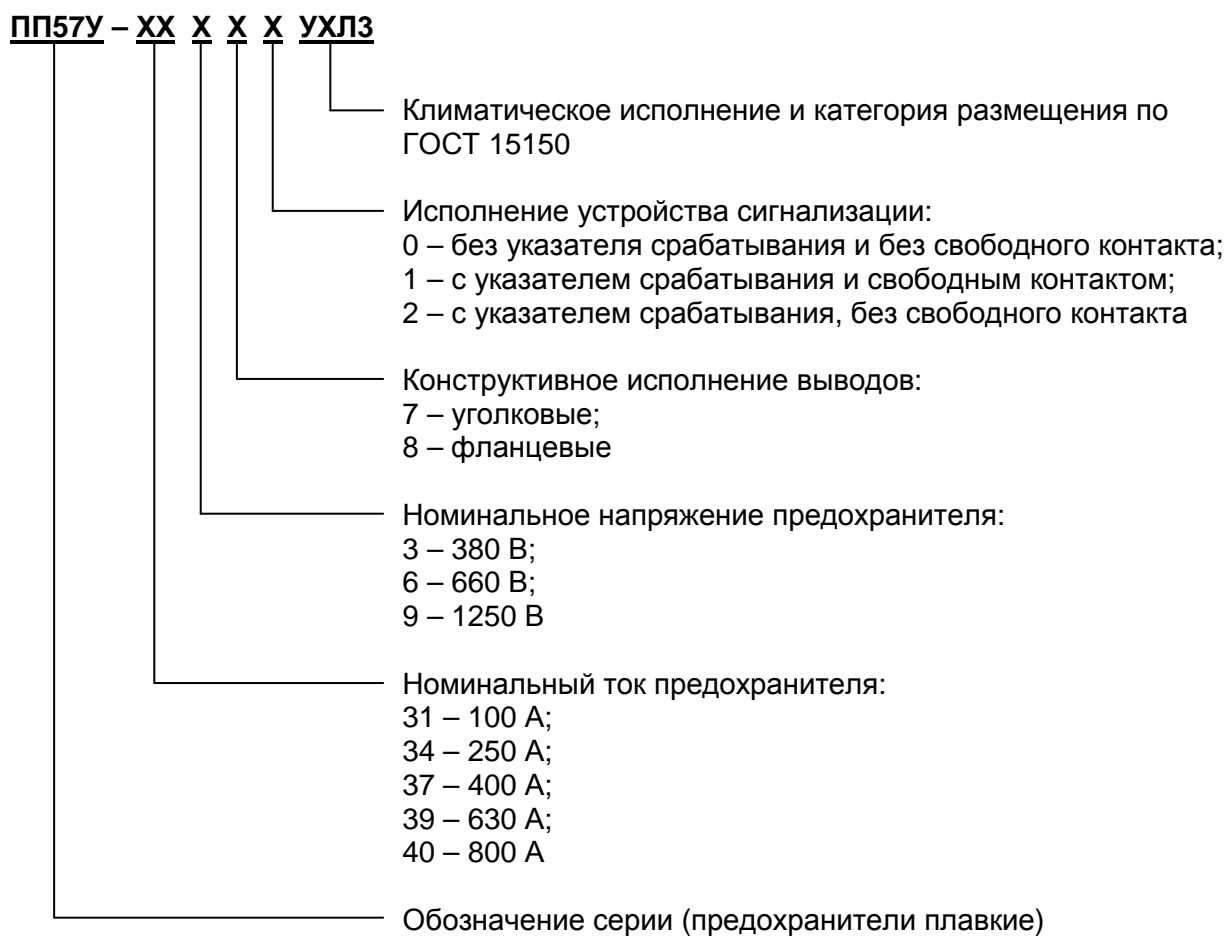 ПП57У – ХХ Х Х Х УХЛ3
Климатическое исполнение и категория размещения по
ГОСТ 15150
Исполнение устройства сигнализации:
0 – без указателя срабатывания и без свободного контакта;
1 – с указателем срабатывания и свободным контактом;
2 – с указателем срабатывания, без свободного контакта
Конструктивное исполнение выводов:
7 – уголковые;
8 – фланцевые
Номинальное напряжение предохранителя:
3 – 380 В;
6 – 660 В;
9 – 1250 В
Номинальный ток предохранителя:
31 – 100 А;
34 – 250 А;
37 – 400 А;
39 – 630 А;
40 – 800 А
Обозначение серии (предохранители плавкие)